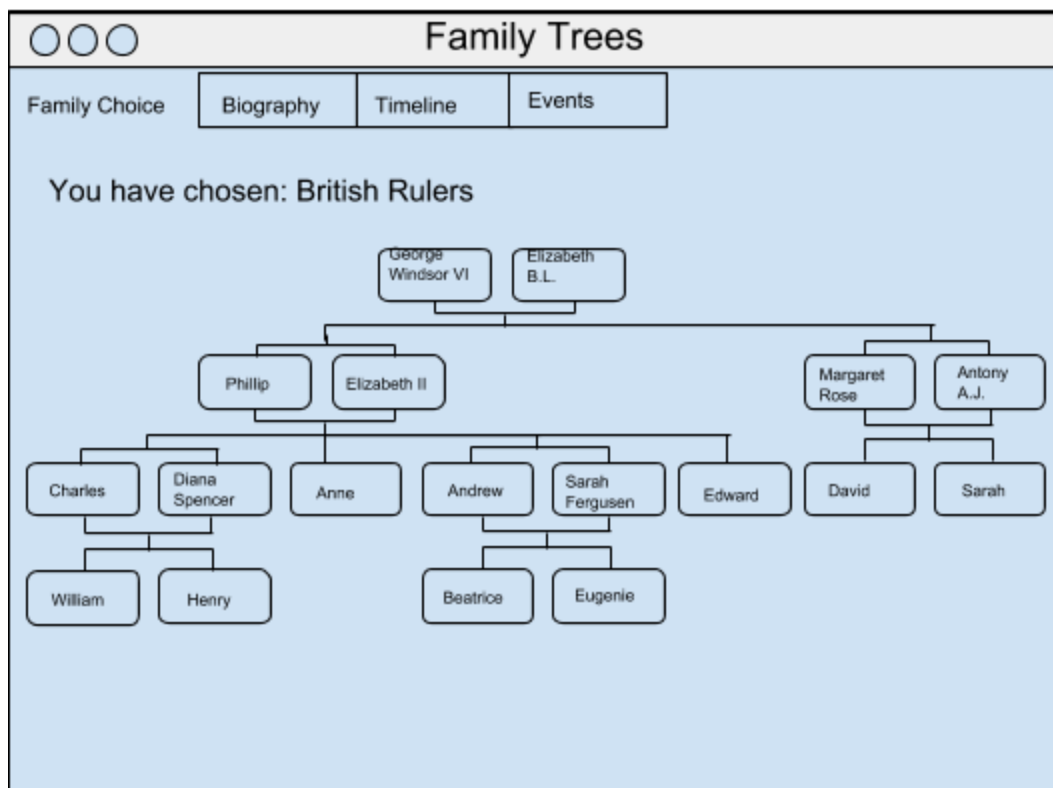 Family Trees
Family Choice
Biography
Timeline
Events
You have chosen: British Rulers
George
Windsor VI
Elizabeth
B.L.
Phillip
Elizabeth II
Margaret
Rose
Antony
A.J.
Charles
Diana
Spencer
Anne
Andrew
Sarah
Fergusen
Edward
David
Sarah
William
Henry
Beatrice
Eugenie